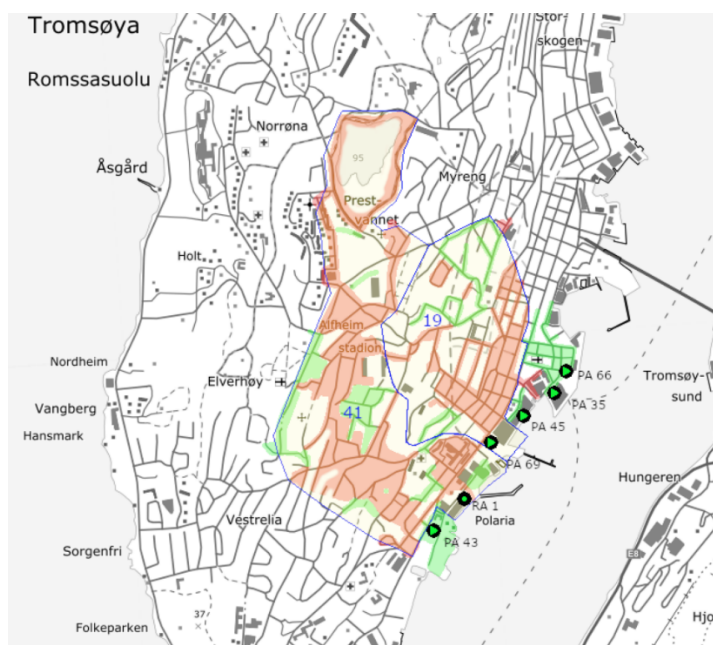 Tromsøya
Stor-
skogen
Romssasuolu
Norrøna
95
Åsgård
Myreng
Prest-
vannet
Holt
19
Alfheim
stadion
Nordheim
Elverhøy
PA 66
Tromsøy-
sund
PA 35
Vangberg
41
PA 45
Hansmark
PA 69
Hungeren
RA 1
Vestrelia
Polaria
PA 43
Sorgenfri
E8
37
Folkeparken
Hjo